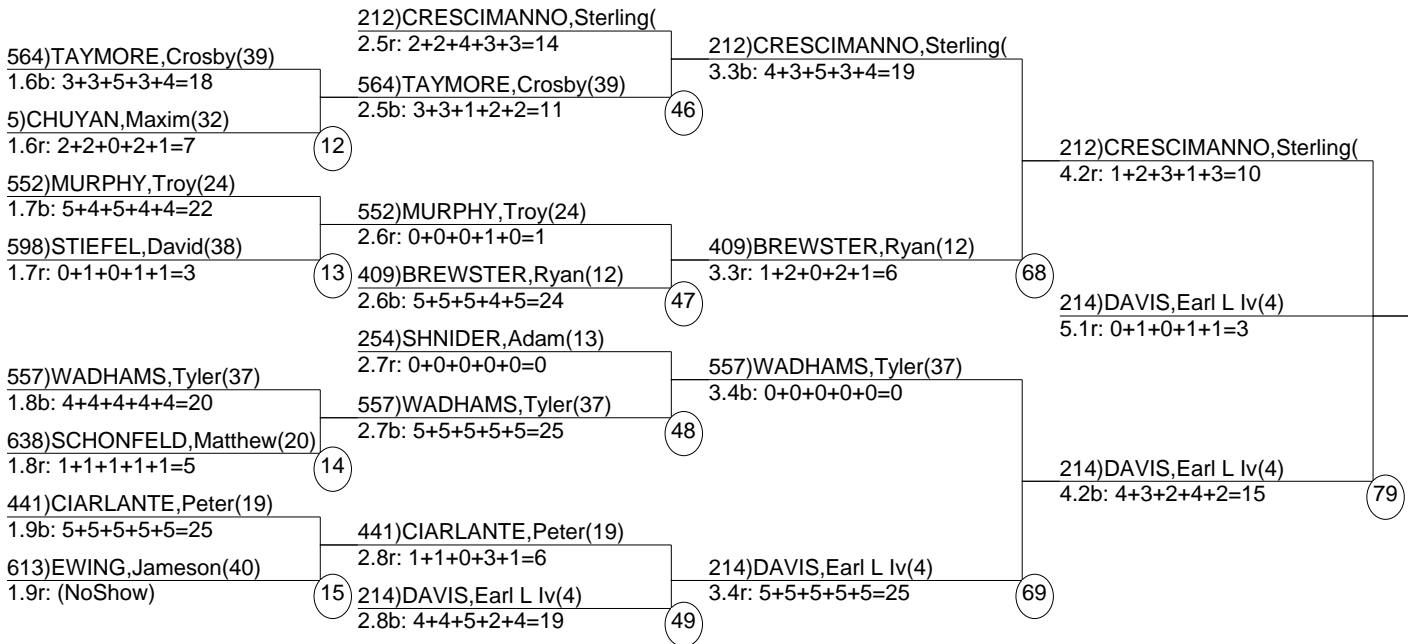 564)TAYMORE,Crosby(39)
1.6b: 3+3+5+3+4=18
5)CHUYAN,Maxim(32)
1.6r: 2+2+0+2+1=7
12
552)MURPHY,Troy(24)
1.7b: 5+4+5+4+4=22
598)STIEFEL,David(38)
1.7r: 0+1+0+1+1=3
13
557)WADHAMS,Tyler(37)
1.8b: 4+4+4+4+4=20
638)SCHONFELD,Matthew(20)
1.8r: 1+1+1+1+1=5
14
441)CIARLANTE,Peter(19)
1.9b: 5+5+5+5+5=25
613)EWING,Jameson(40)
1.9r: (NoShow)
15
212)CRESCIMANNO,Sterling(
2.5r: 2+2+4+3+3=14
564)TAYMORE,Crosby(39)
2.5b: 3+3+1+2+2=11
46
552)MURPHY,Troy(24)
2.6r: 0+0+0+1+0=1
409)BREWSTER,Ryan(12)
2.6b: 5+5+5+4+5=24
47
254)SHNIDER,Adam(13)
2.7r: 0+0+0+0+0=0
557)WADHAMS,Tyler(37)
2.7b: 5+5+5+5+5=25
48
441)CIARLANTE,Peter(19)
2.8r: 1+1+0+3+1=6
214)DAVIS,Earl L Iv(4)
2.8b: 4+4+5+2+4=19
49
212)CRESCIMANNO,Sterling(
3.3b: 4+3+5+3+4=19
409)BREWSTER,Ryan(12)
3.3r: 1+2+0+2+1=6
68
557)WADHAMS,Tyler(37)
3.4b: 0+0+0+0+0=0
214)DAVIS,Earl L Iv(4)
3.4r: 5+5+5+5+5=25
69
212)CRESCIMANNO,Sterling(
4.2r: 1+2+3+1+3=10
214)DAVIS,Earl L Iv(4)
5.1r: 0+1+0+1+1=3
214)DAVIS,Earl L Iv(4)
4.2b: 4+3+2+4+2=15
79